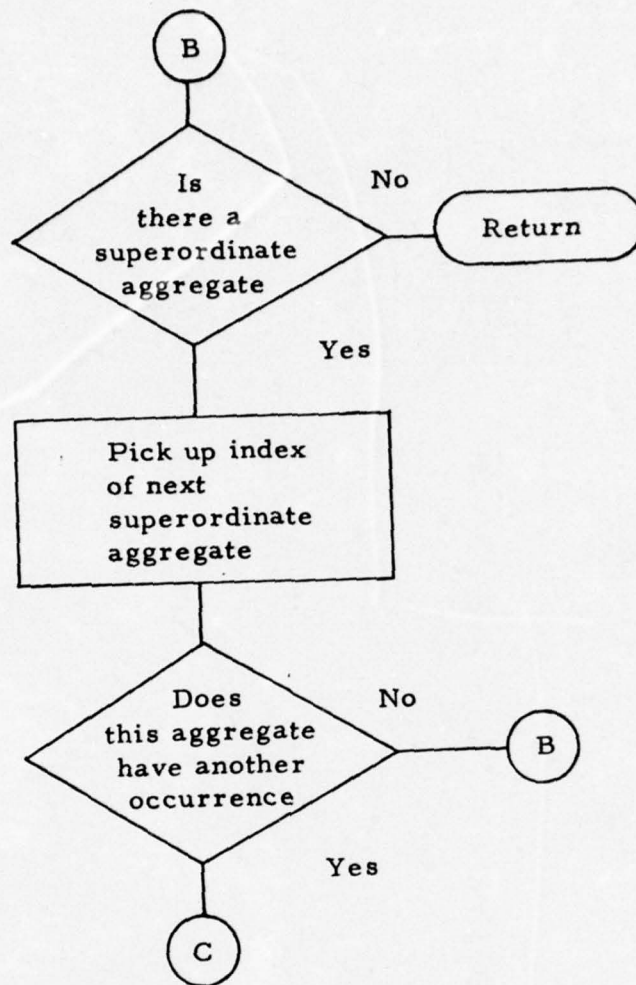 B
Is
there a
superordinate
aggregate
No
Return
Yes
Pick up index
of next
superordinate
aggregate
Does
this aggregate
have another
occurrence
No
B
Yes
C